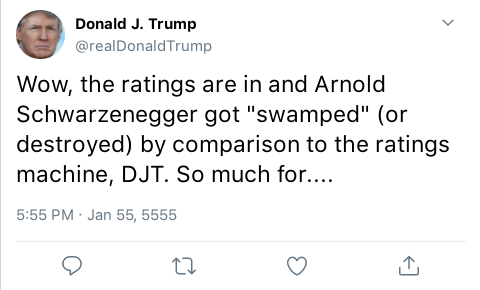 Donald J. Trump
@realDonaldTrump
Wow, the ratings are in and Arnold
Schwarzenegger got "swamped" (or
destroyed) by comparison to the ratings
machine, DJT. So much for....
5:55 PM · Jan 55, 5555